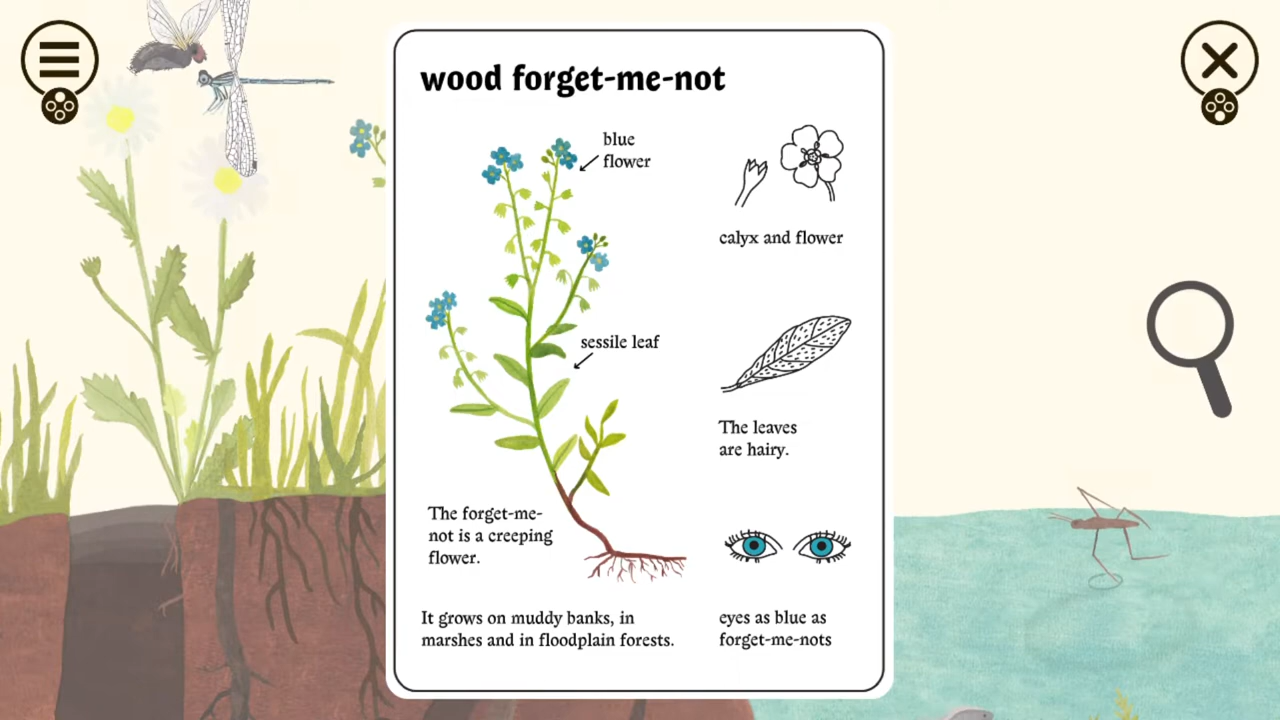 wood forget-me-not
blue
flower
calyx and flower
sessile leaf
The leaves
are hairy.
The forget-me-
not is a creeping
flower.
It grows on muddy banks, in
marshes and in floodplain forests.
eyes as blue as
forget-me-nots